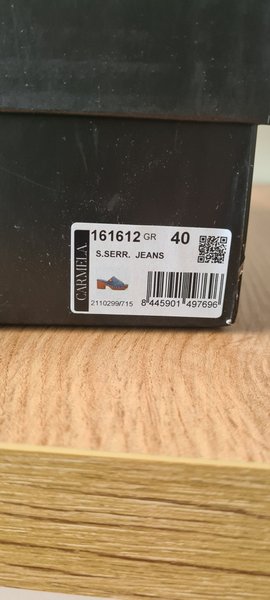 CARMELA.
161612 GR 40
S.SERR. JEANS
2110299/715
8 445901 497696